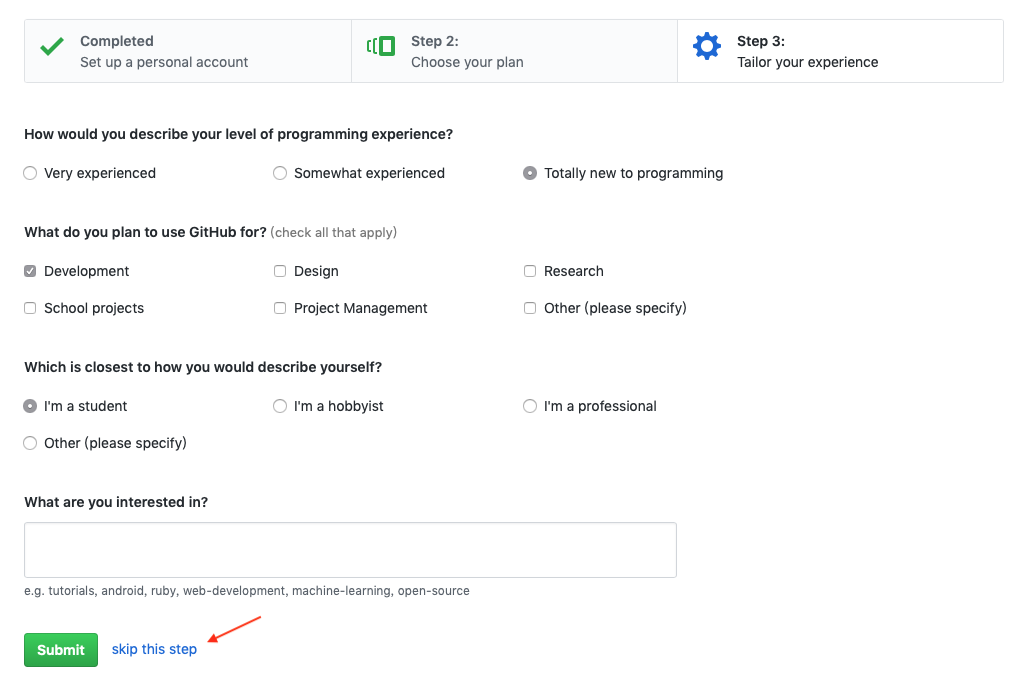 Completed
Set up a personal account
Step 2:
Choose your plan
Step 3:
Tailor your experience
How would you describe your level of programming experience?
Very experienced
Somewhat experienced
Totally new to programming
What do you plan to use GitHub for? (check all that apply)
Development
Design
Research
School projects
Project Management
Other (please specify)
Which is closest to how you would describe yourself?
I'm a student
I'm a hobbyist
I'm a professional
Other (please specify)
What are you interested in?
e.g. tutorials, android, ruby, web-development, machine-learning, open-source
Submit
skip this step